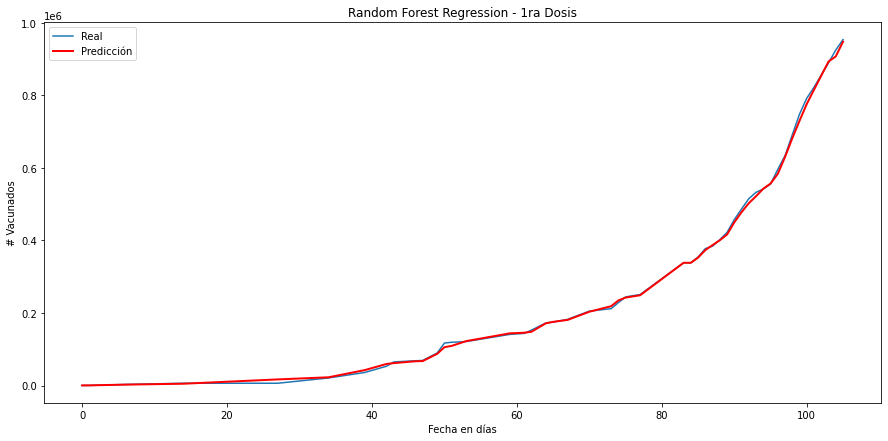 Random Forest Regression - 1ra Dosis
1e6
Real
Predicción
1.0
0.8
0.6
0.4
0.2
0.0
# Vacunados
0 20 40 60 80 100
Fecha en días